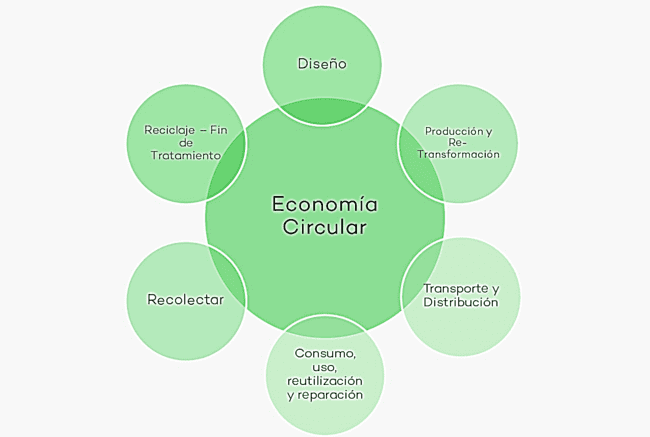 Diseño
Producción y
Re-
Transformación
Transporte y
Distribución
Consumo,
uso,
reutilización
y reparación
Recolectar
Reciclaje – Fin
de
Tratamiento
Economía
Circular